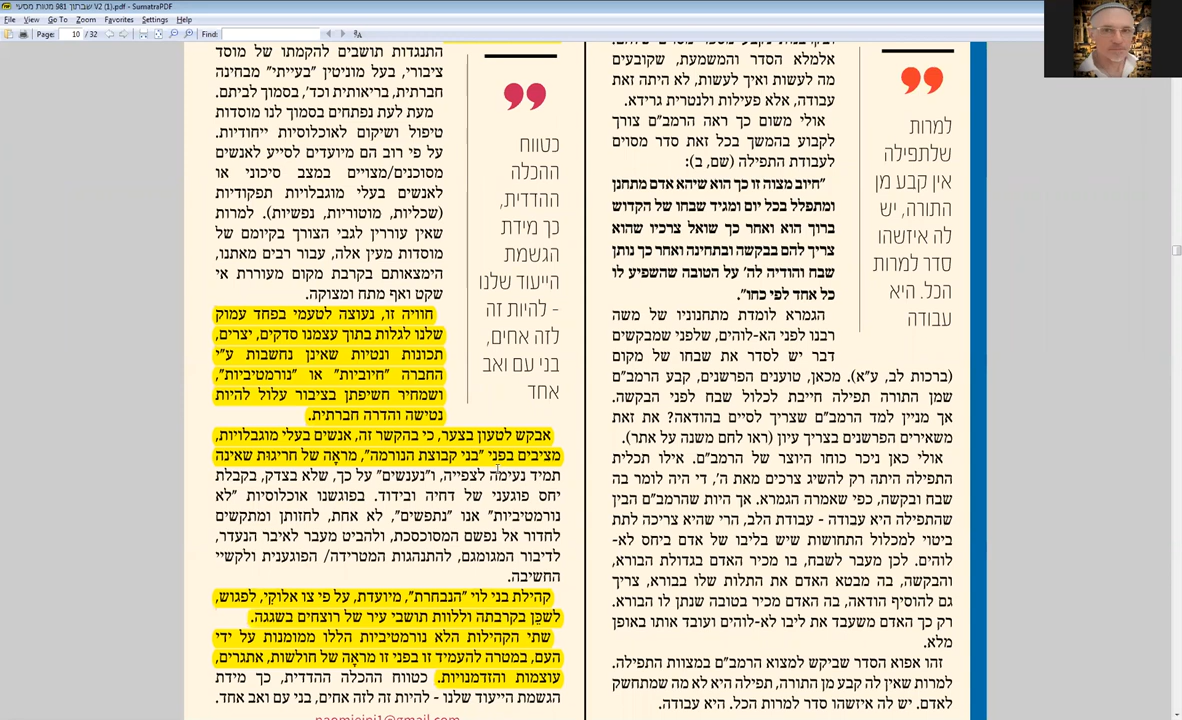 שבתון 981 מטות מסעי V2 (1).pdf - SumatraPDF
File View Go To Zoom Favorites Settings Help
Page: 10 / 32 Find:
אלמלא הסדר והמשמעת, שקובעים
מה לעשות ואיך לעשות, לא היתה זאת
עבודה, אלא פעילות ולנטרית גרידא.
אולי משום כך ראה הרמב"ם צורך
לקבוע בהמשך בכל זאת סדר מסוים
לעבודת התפילה (שם, ב):
"חיוב מצוה זו כך הוא שיהא אדם מתחנן
ומתפלל בכל יום ומגיד שבחו של הקדוש
ברוך הוא ואחר כך שואל צרכיו שהוא
צריך להם בבקשה ובתחינה ואחר כך נותן
שבח והודיה לה' על הטובה שהשפיע לו
כל אחד לפי כחו".
הגמרא לומדת מתחנוניו של משה
רבנו לפני הא-לוהים, שלפני שמבקשים
דבר יש לסדר את שבחו של מקום
(ברכות לב, ע"א). מכאן, טוענים הפרשנים, קבע הרמב"ם
שמן התורה תפילה חייבת לכלול שבח לפני הבקשה.
אך מניין למד הרמב"ם שצריך לסיים בהודאה? את זאת
משאירים הפרשנים בצריך עיון (ראו לחם משנה על אתר).
אולי כאן ניכר כוחו היוצר של הרמב"ם. אילו תכלית
התפילה היתה רק להשיג צרכים מאת ה', די היה לומר בה
שבח ובקשה, כפי שאמרה הגמרא. אך היות שהרמב"ם הבין
שהתפילה היא עבודה - עבודת הלב, הרי שהיא צריכה לתת
ביטוי למכלול התחושות שיש בליבו של אדם ביחס לא-
לוהים. לכן מעבר לשבח, בו מכיר האדם בגדולת הבורא,
והבקשה, בה מבטא האדם את התלות שלו בבורא, צריך
גם להוסיף הודאה, בה האדם מכיר בטובה שנתן לו הבורא.
רק כך האדם משעבד את ליבו לא-לוהים ועובד אותו באופן
מלא.
זהו אפוא הסדר שביקש למצוא הרמב"ם במצוות התפילה.
למרות שאין לה קבע מן התורה, תפילה היא לא מה שמתחשק
לאדם. יש לה איזשהו סדר למרות הכל. היא עבודה.
למרות
שלתפילה
אין קבע מן
התורה, יש
לה איזשהו
סדר למרות
הכל. היא
עבודה
התנגדות תושבים להקמתו של מוסד
ציבורי, בעל מוניטין "בעייתי" מבחינה
חברתית, בריאותית וכד', בסמוך לביתם.
מעת לעת נפתחים בסמוך לנו מוסדות
טיפול ושיקום לאוכלוסיות ייחודיות.
על פי רוב הם מיועדים לסייע לאנשים
מסוכנים/מצויים במצב סיכוני או
לאנשים בעלי מוגבלויות תפקודיות
(שכליות, מוטוריות, נפשיות). למרות
שאין עוררין לגבי הצורך בקיומם של
מוסדות מעין אלה, עבור רבים מאתנו,
הימצאותם בקרבת מקום מעוררת אי
שקט ואף מתח ומצוקה.
חוויה זו, נעוצה לטעמי בפחד עמוק
שלנו לגלות בתוך עצמנו סדקים, יצרים,
תכונות ונטיות שאינן נחשבות ע"י
החברה "חיוביות" או "נורמטיביות",
ושמחיר חשיפתן בציבור עלול להיות
נטישה והדרה חברתית.
אבקש לטעון בצער, כי בהקשר זה, אנשים בעלי מוגבלויות,
מציבים בפני "בני קבוצת הנורמה", מראָה של חריגוּת שאינה
תמיד נעימה לצפייה, ו"נענשים" על כך, שלא בצדק, בקבלת
יחס פוגעני של דחיה ובידוד. בפוגשנו אוכלוסיות "לא
נורמטיביות" אנו "נתפשים", לא אחת, לחזותן ומתקשים
לחדור אל נפשם המסוכסכת, ולהביט מעבר לאיבר הנעדר,
לדיבור המגומגם, להתנהגות המטרידה/ הפוגענית ולקשיי
החשיבה.
קהילת בני לוי "הנבחרת", מיועדת, על פי צו אלוקי, לפגוש,
לשכֵּן בקרבתה וללוות תושבי עיר של רוצחים בשגגה.
שתי הקהילות הלא נורמטיביות הללו ממומנות על ידי
העם, במטרה להעמיד זו בפני זו מראָה של חולשות, אתגרים,
עוצמות והזדמנויות. כטווח ההכלה ההדדית, כך מידת
הגשמת הייעוד שלנו - להיות זה לזה אחים, בני עם ואב אחד.
naomieini1@gmail.com
כטווח
ההכלה
ההדדית,
כך מידת
הגשמת
הייעוד שלנו
- להיות זה
לזה אחים,
בני עם ואב
אחד